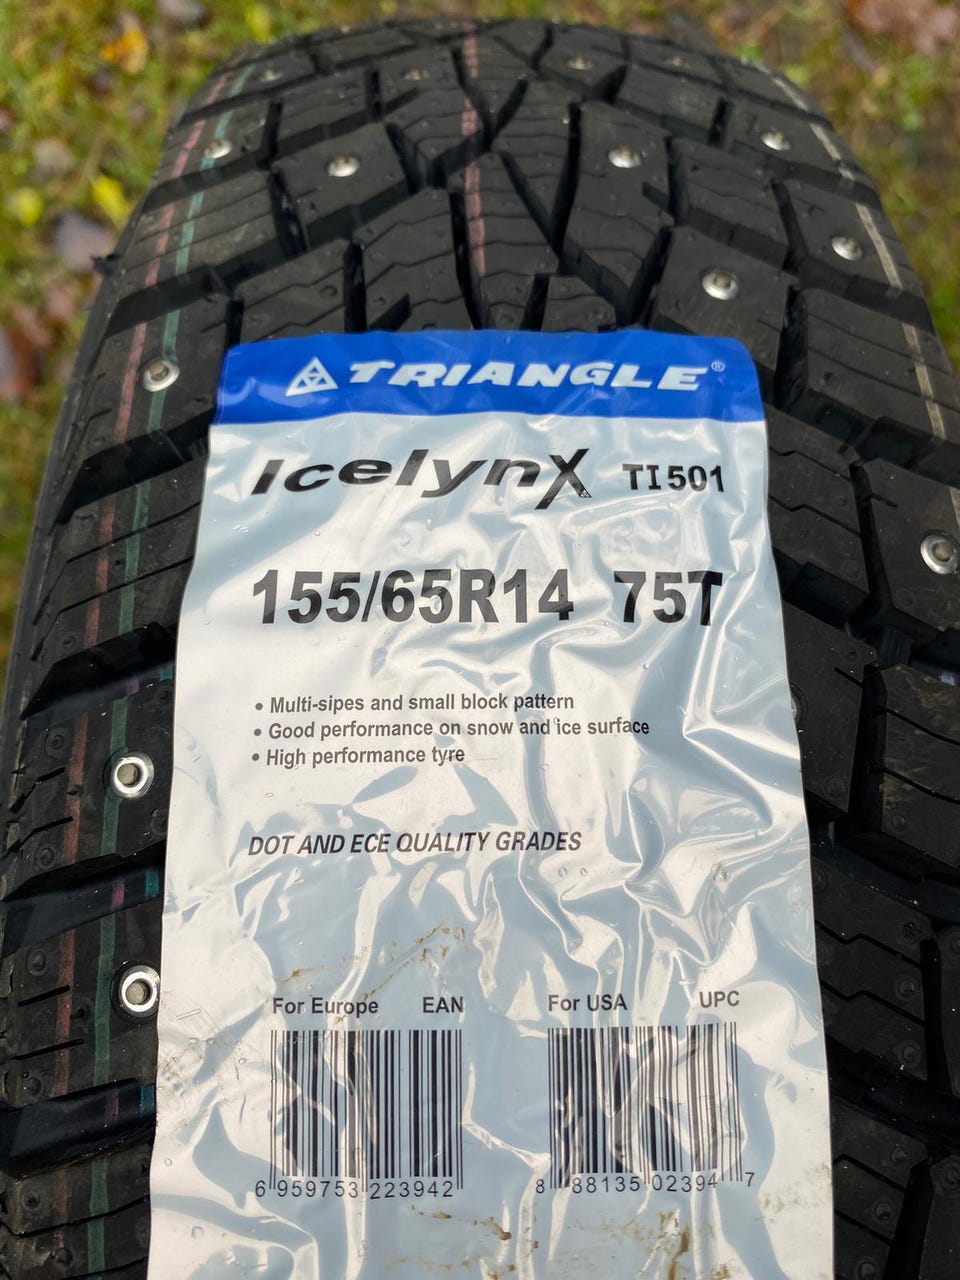 TRIANGLE®
IcelynX TI501
155/65R14 75T
• Multi-sipes and small block pattern
• Good performance on snow and ice surface
• High performance tyre
DOT AND ECE QUALITY GRADES
For Europe EAN For USA UPC
6 959753 223942 8 88135 02394 7